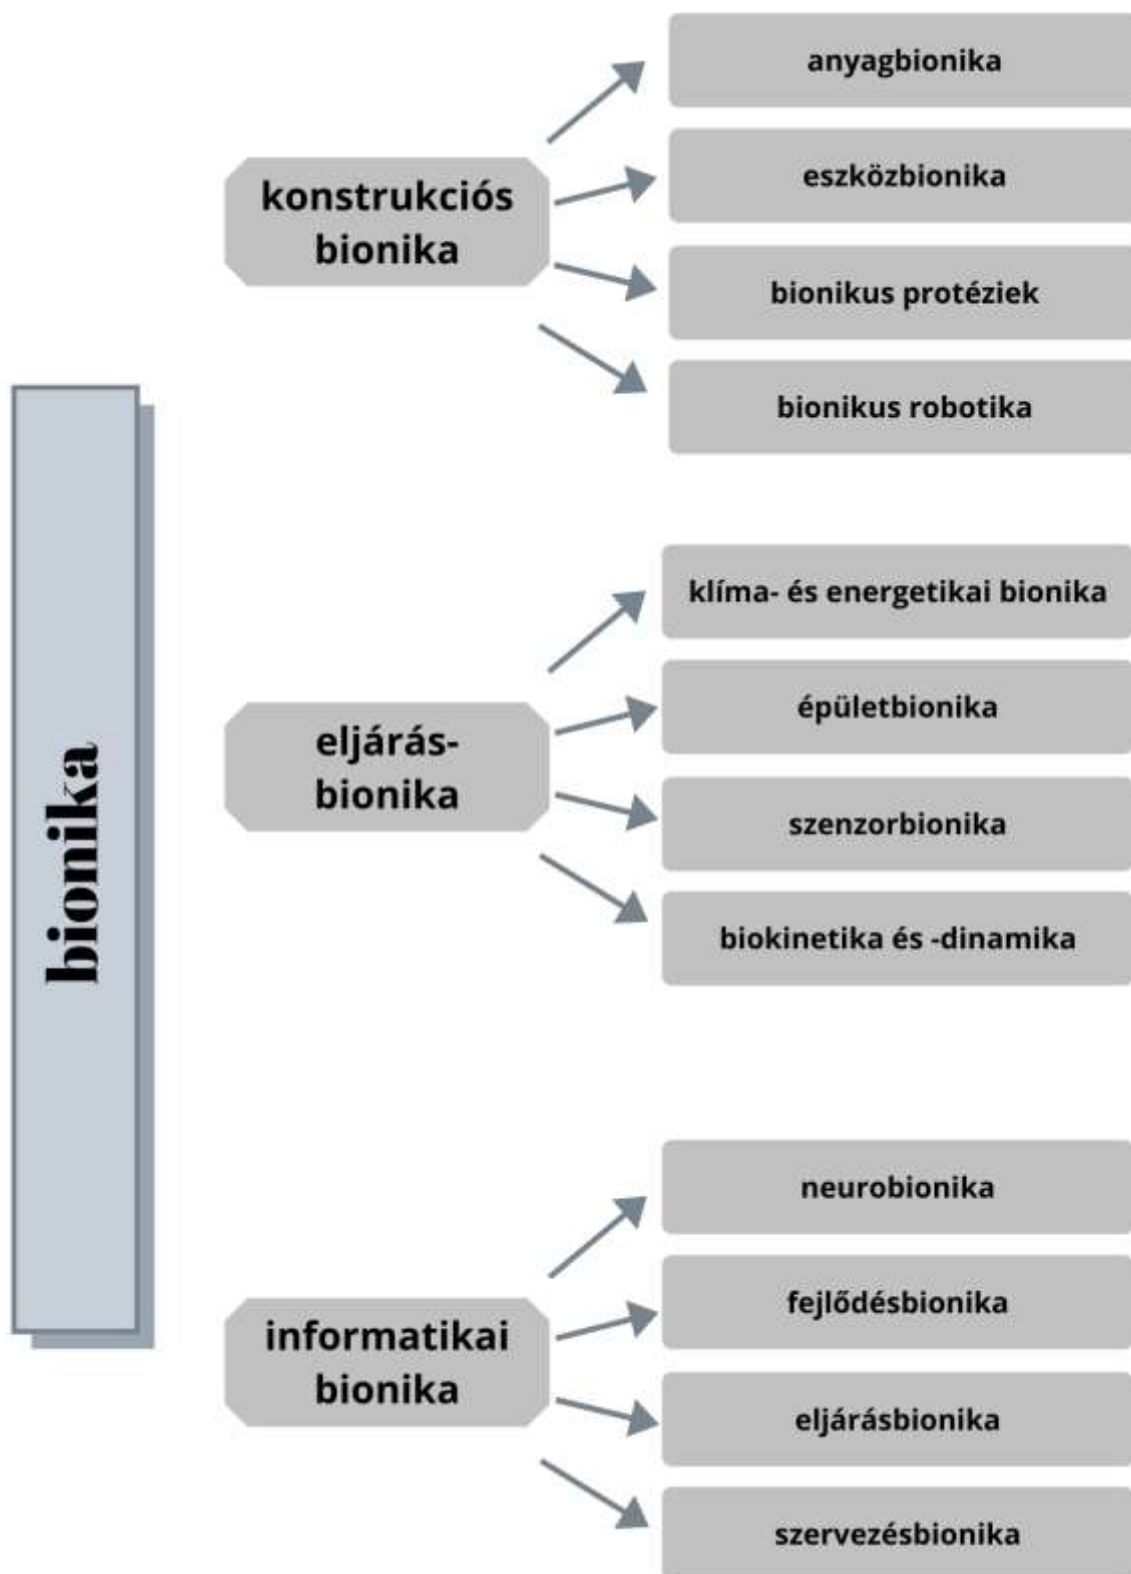 bionika
konstrukciós
bionika
anyagbionika
eszközbionika
bionikus protéziek
bionikus robotika
eljárás-
bionika
klíma- és energetikai bionika
épületbionika
szenzorbionika
biokinetika és -dinamika
informatikai
bionika
neurobionika
fejlődésbionika
eljárásbionika
szervezésbionika